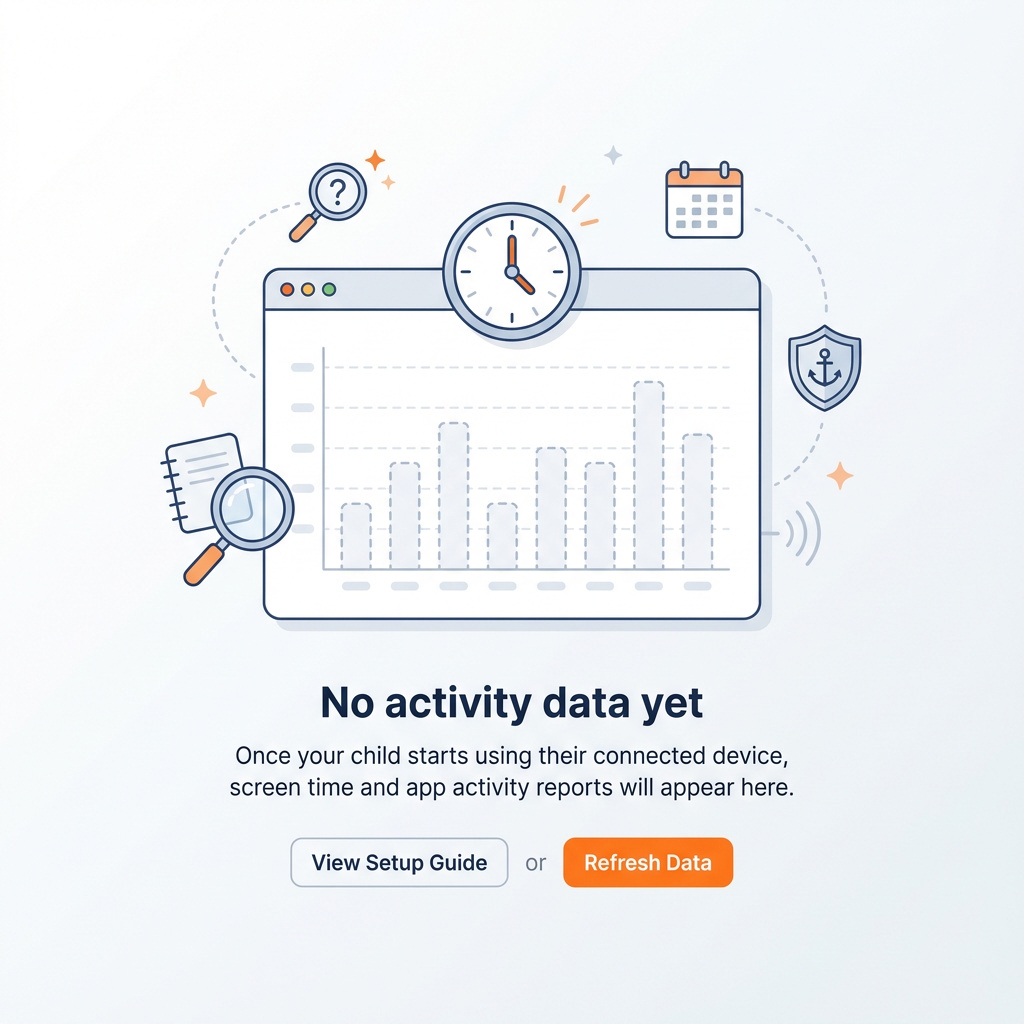 ?
No activity data yet
Once your child starts using their connected device,
screen time and app activity reports will appear here.
View Setup Guide or Refresh Data